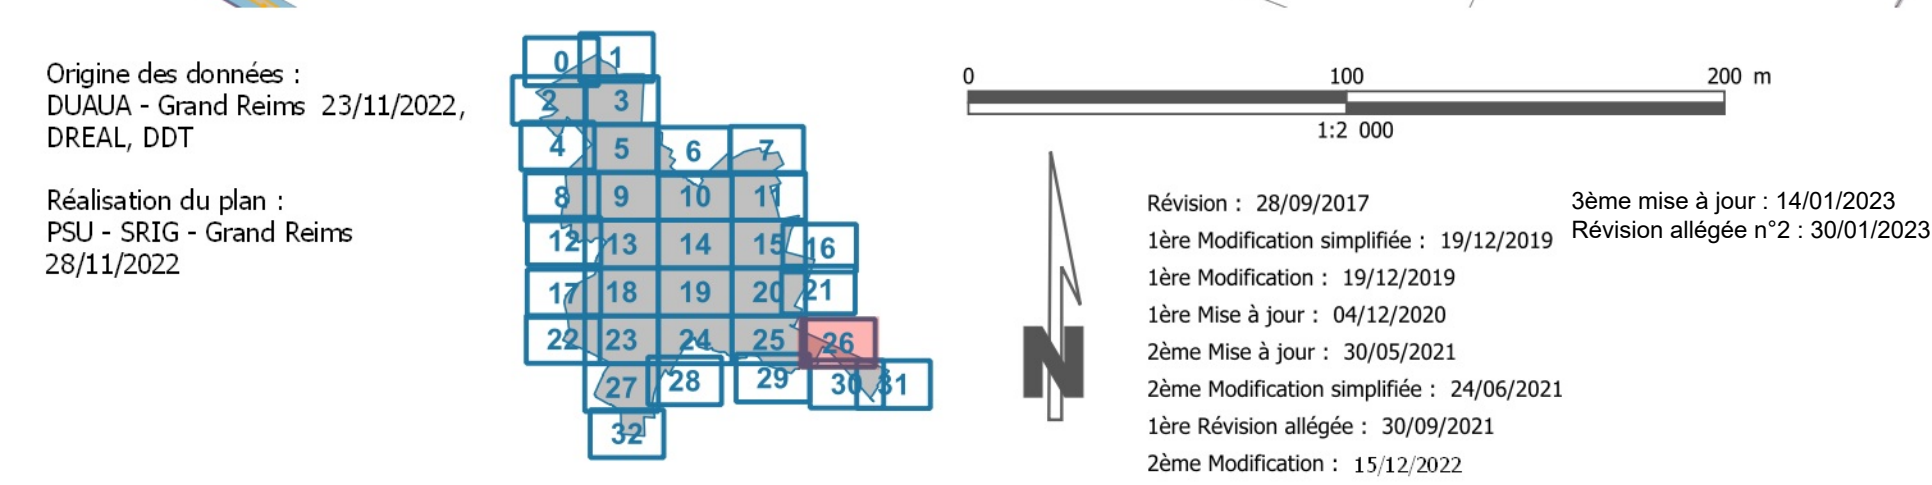 Origine des données :
DUAUA - Grand Reims 23/11/2022,
DREAL, DDT
Réalisation du plan :
PSU - SRIG - Grand Reims
28/11/2022
0 1
2 3
4 5 6 7
8 9 10 11
12 13 14 15 16
17 18 19 20 21
22 23 24 25 26
27 28 29 30 31
32
0 100 200 m
1:2 000
N
Révision : 28/09/2017
1ère Modification simplifiée : 19/12/2019
1ère Modification : 19/12/2019
1ère Mise à jour : 04/12/2020
2ème Mise à jour : 30/05/2021
2ème Modification simplifiée : 24/06/2021
1ère Révision allégée : 30/09/2021
2ème Modification : 15/12/2022
3ème mise à jour : 14/01/2023
Révision allégée n°2 : 30/01/2023